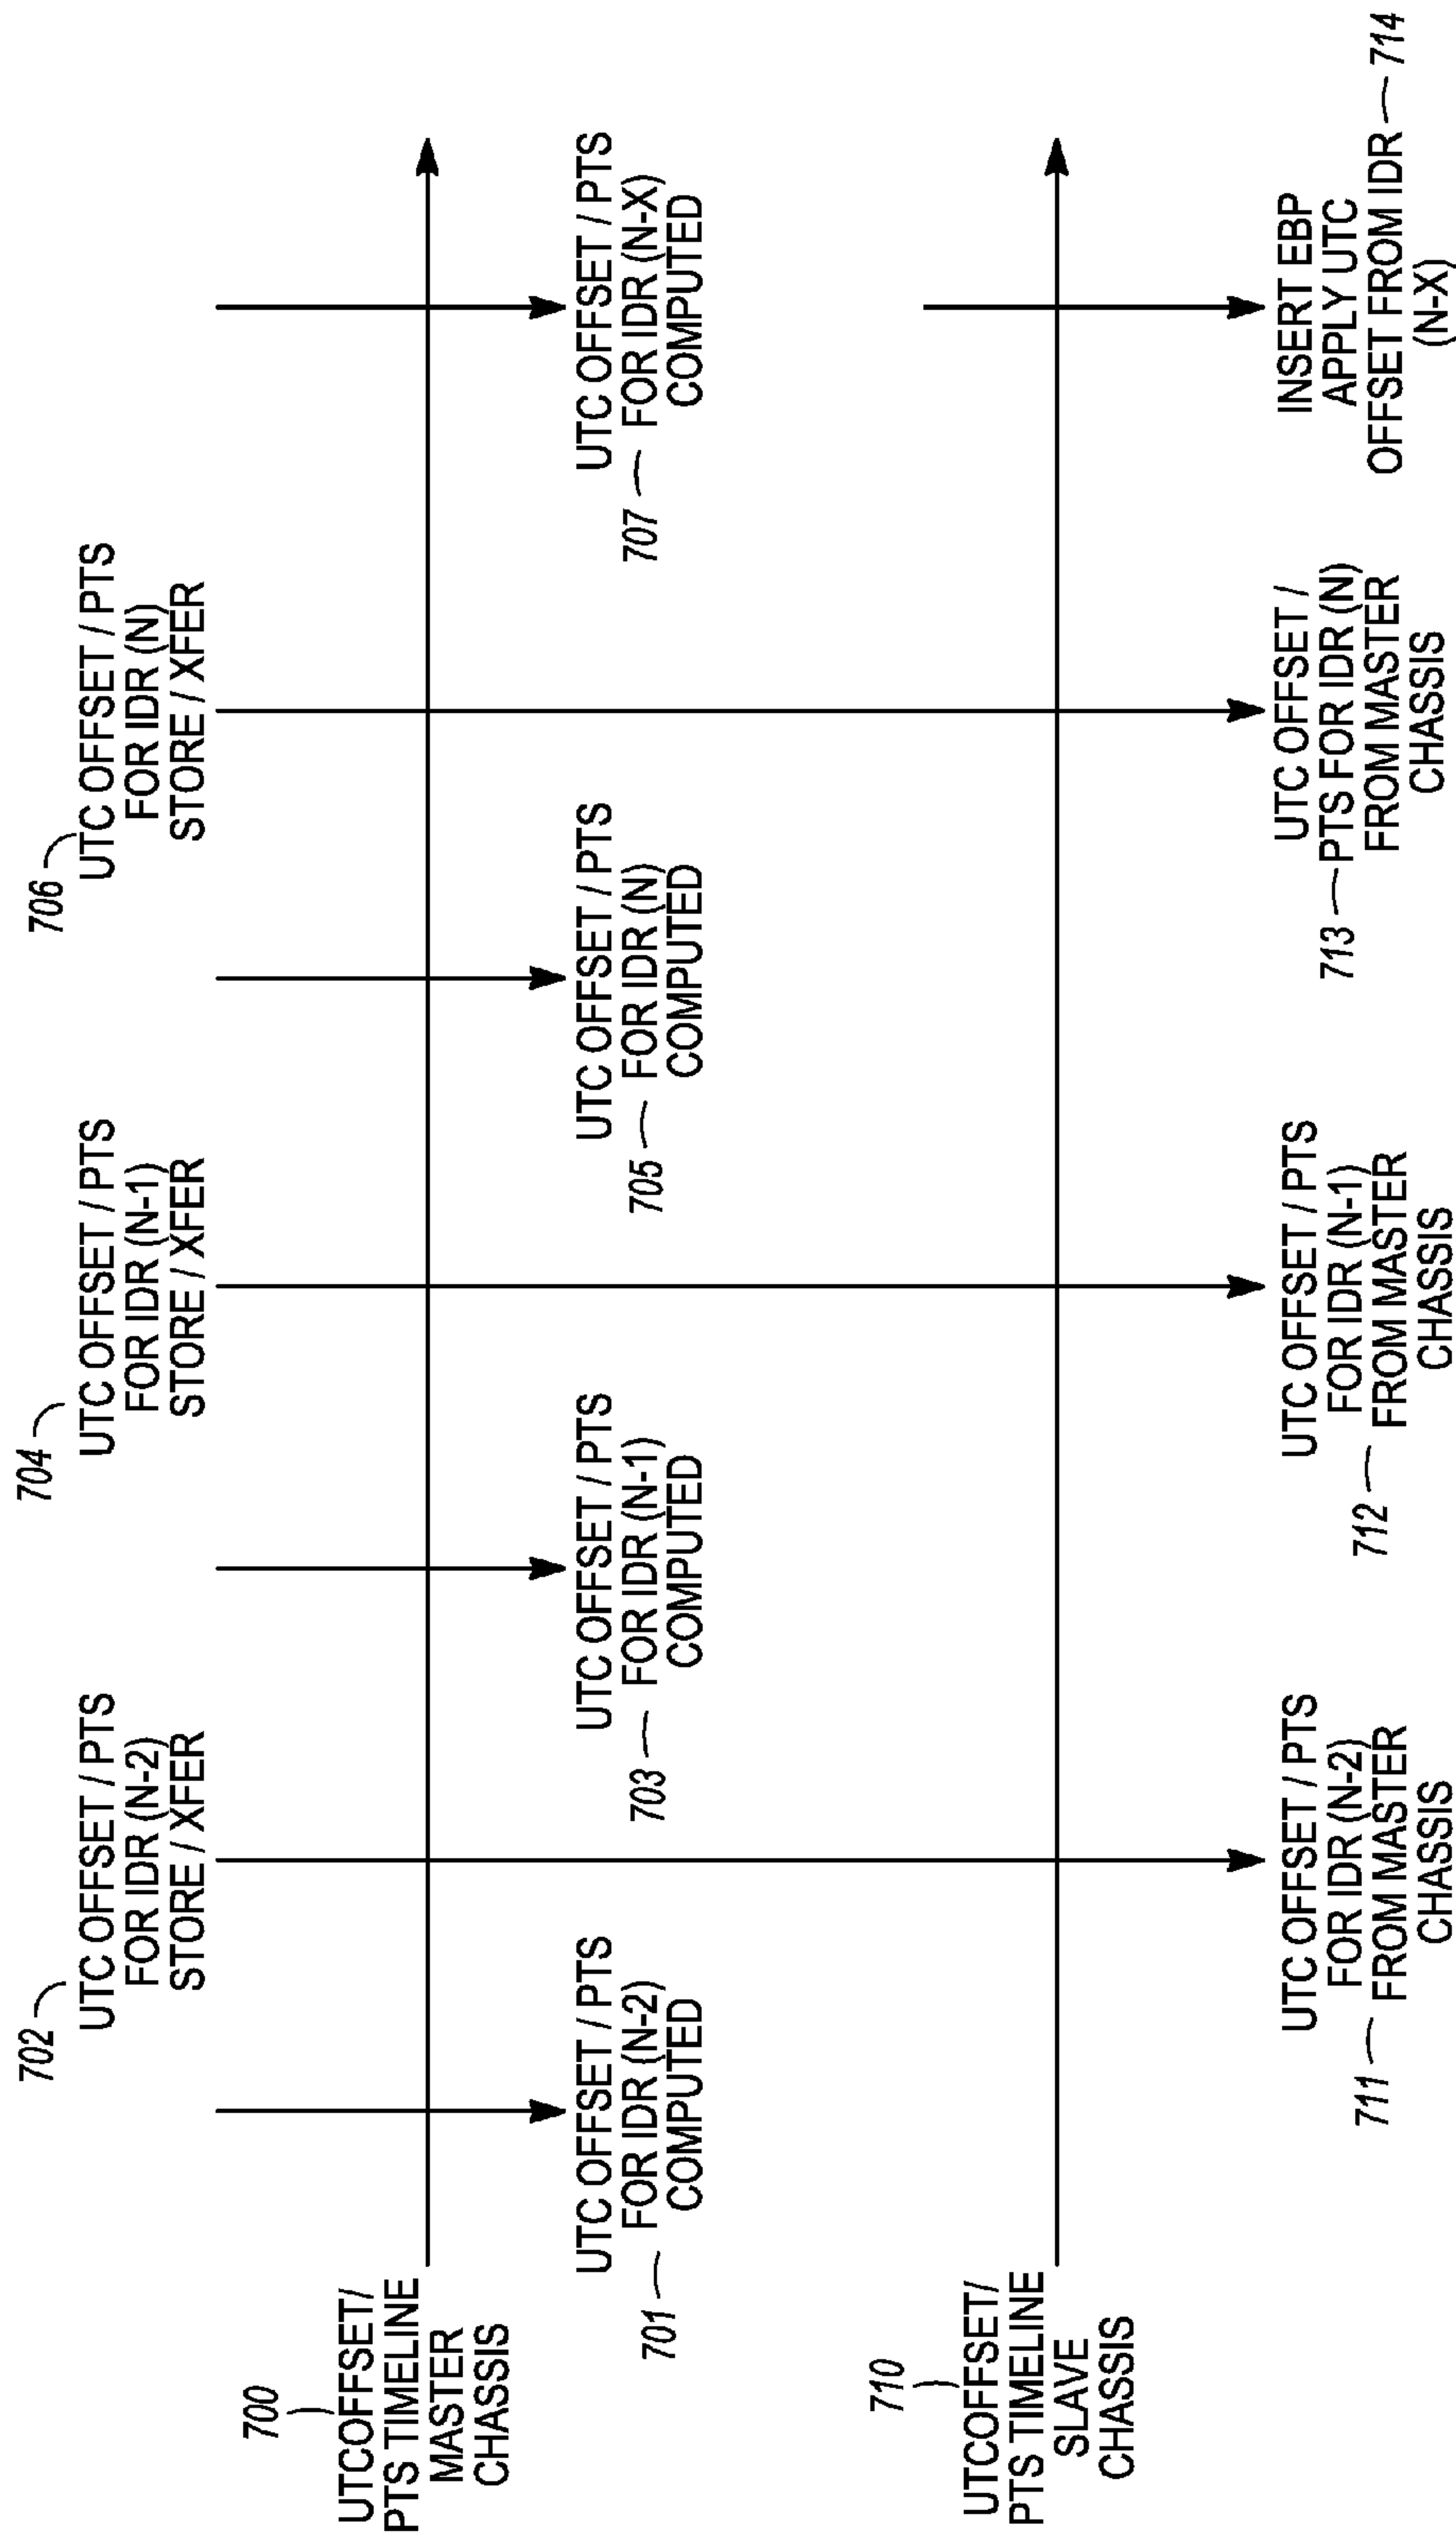 702
UTC OFFSET / PTS
FOR IDR (N-2)
STORE / XFER
704
UTC OFFSET / PTS
FOR IDR (N-1)
STORE / XFER
706
UTC OFFSET / PTS
FOR IDR (N)
STORE / XFER
700
UTCOFFSET/
PTS TIMELINE
MASTER
CHASSIS
UTC OFFSET / PTS
701 FOR IDR (N-2)
COMPUTED
UTC OFFSET / PTS
703 FOR IDR (N-1)
COMPUTED
UTC OFFSET / PTS
705 FOR IDR (N)
COMPUTED
UTC OFFSET / PTS
707 FOR IDR (N-X)
COMPUTED
710
UTCOFFSET/
PTS TIMELINE
SLAVE
CHASSIS
UTC OFFSET / PTS
FOR IDR (N-2)
711 FROM MASTER
CHASSIS
UTC OFFSET / PTS
FOR IDR (N-1)
712 FROM MASTER
CHASSIS
UTC OFFSET /
713 PTS FOR IDR (N)
FROM MASTER
CHASSIS
INSERT EBP
APPLY UTC
OFFSET FROM IDR 714
(N-X)